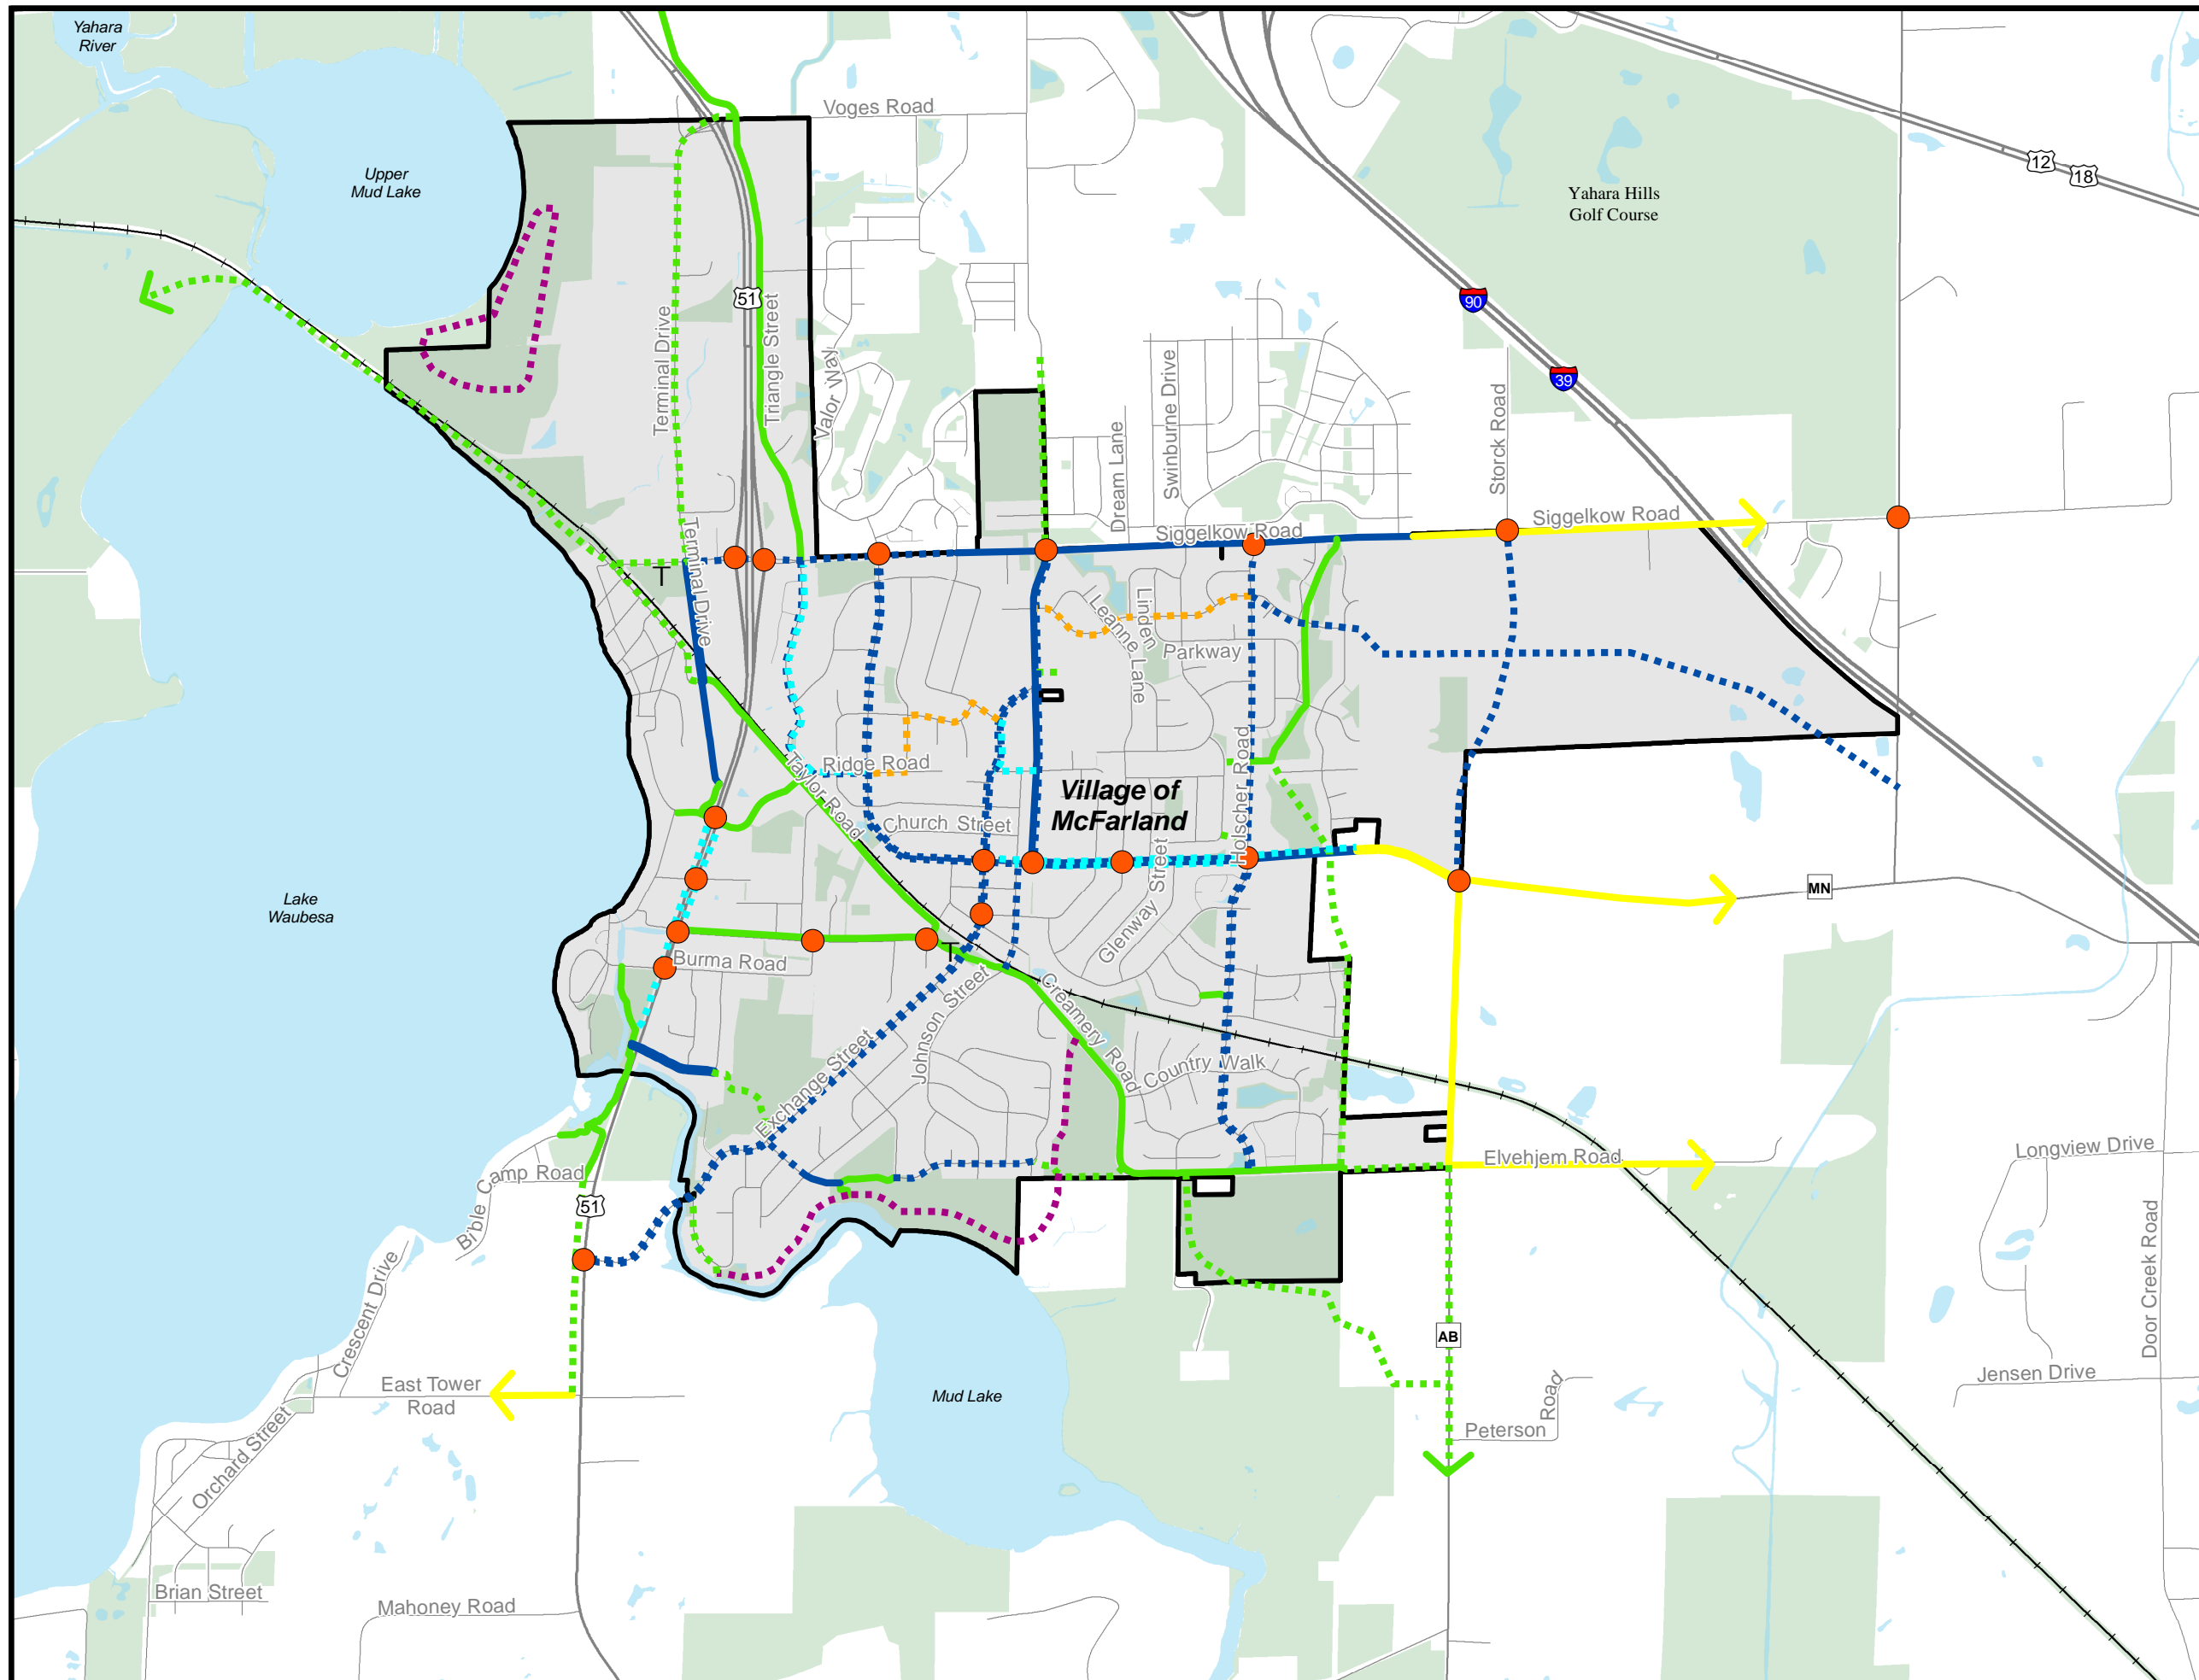 Yahara
River
Voges Road
12
18
Upper
Mud Lake
Yahara Hills
Golf Course
51
90
Terminal Drive
Triangle Street
Valor Way
Swinburne Drive
39
Dream Lane
Storck Road
Siggelkow Road
Siggelkow Road
T
Terminal Drive
Leanne Lane
Linden
Parkway
Taylor Road
Ridge Road
Holscher Road
Village of
McFarland
Church Street
Glenway Street
MN
Lake
Waubesa
T
Burma Road
Johnson Street
Creamery Road
Exchange Street
Country Walk
Elvehjem Road
Longview Drive
Camp Road
Bible
51
Door Creek Road
Crescent Drive
AB
East Tower
Road
Mud Lake
Jensen Drive
Peterson
Road
Orchard Street
Brian Street
Mahoney Road